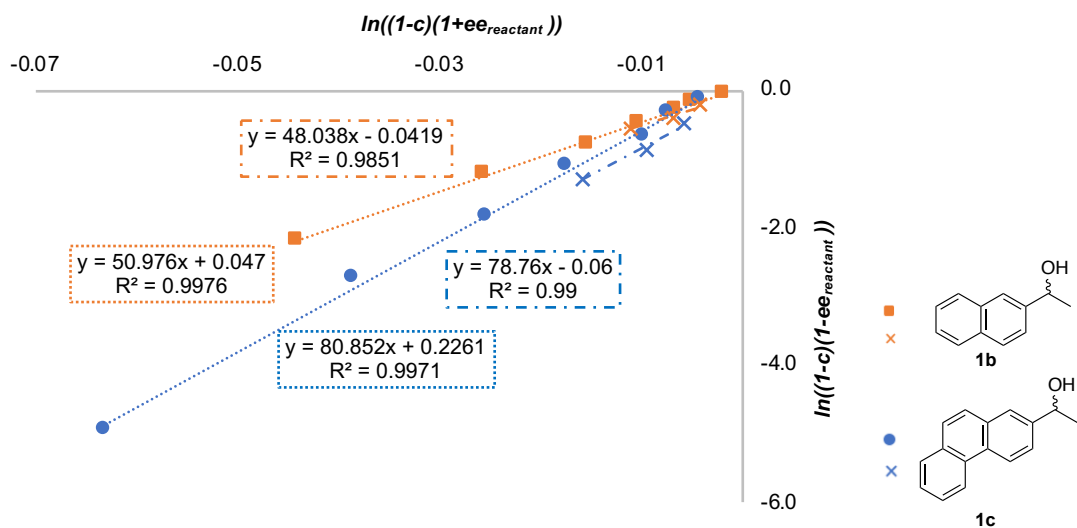 ln((1-c)(1+ee_reactant ))
-0.07
-0.05
-0.03
-0.01
0.0
-2.0
-4.0
-6.0
ln((1-c)(1-ee_reactant ))
y = 48.038x - 0.0419
R² = 0.9851
y = 50.976x + 0.047
R² = 0.9976
y = 78.76x - 0.06
R² = 0.99
y = 80.852x + 0.2261
R² = 0.9971
OH
1b
OH
1c